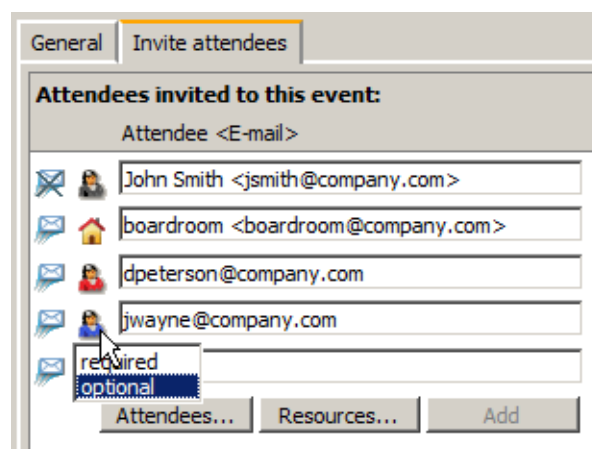 General Invite attendees
Attendees invited to this event:
Attendee <E-mail>
John Smith <jsmith@company.com>
boardroom <boardroom@company.com>
dpeterson@company.com
jwayne@company.com
required
optional
Attendees... Resources... Add